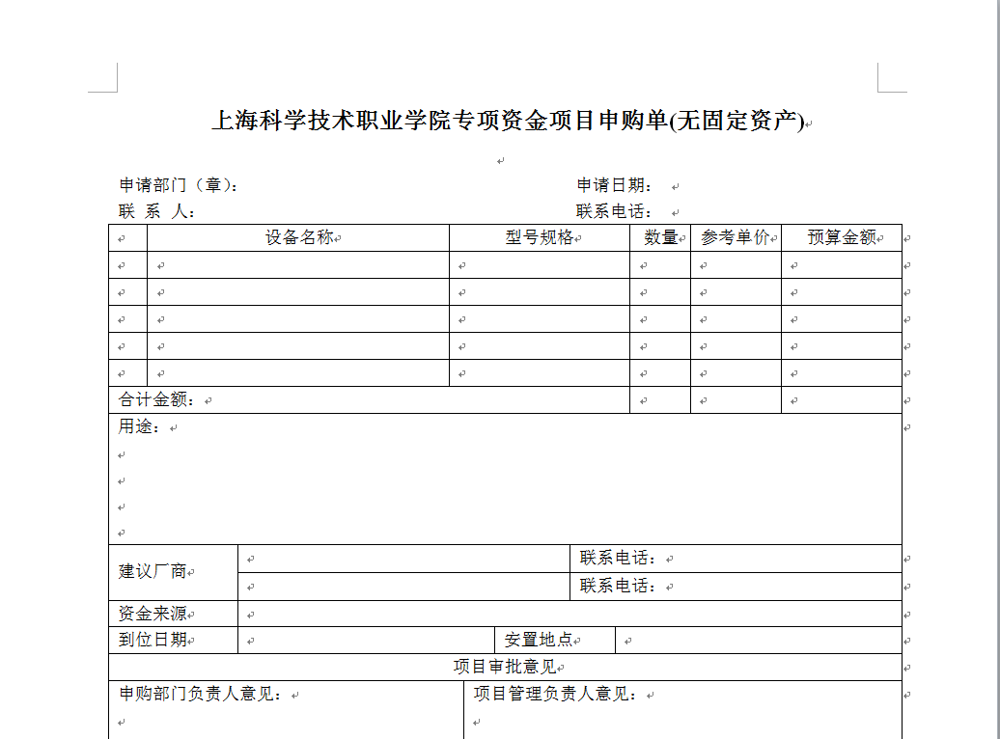 上海科学技术职业学院专项资金项目申购单(无固定资产)
申请部门（章）： 申请日期：
联 系 人： 联系电话：
设备名称 型号规格 数量 参考单价 预算金额
合计金额：
用途：
建议厂商 联系电话：
联系电话：
资金来源
到位日期 安置地点
项目审批意见
申购部门负责人意见： 项目管理负责人意见：